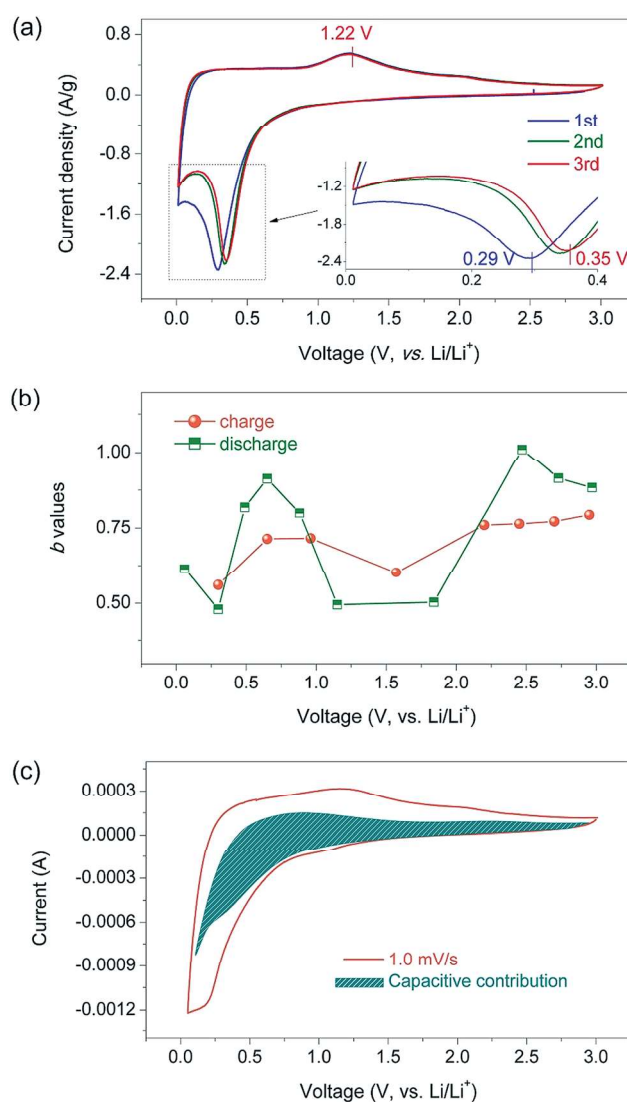 (a)
Current density (A/g)
0.8
0.0
-0.8
-1.6
-2.4
1.22 V
1st
2nd
3rd
-1.2
-1.8
-2.4
0.29 V
0.35 V
0.0
0.2
0.4
0.0 0.5 1.0 1.5 2.0 2.5 3.0
Voltage (V, vs. Li/Li⁺)
(b)
b values
1.00
0.75
0.50
charge
discharge
0.0 0.5 1.0 1.5 2.0 2.5 3.0
Voltage (V, vs. Li/Li⁺)
(c)
Current (A)
0.0003
0.0000
-0.0003
-0.0006
-0.0009
-0.0012
1.0 mV/s
Capacitive contribution
0.0 0.5 1.0 1.5 2.0 2.5 3.0
Voltage (V, vs. Li/Li⁺)